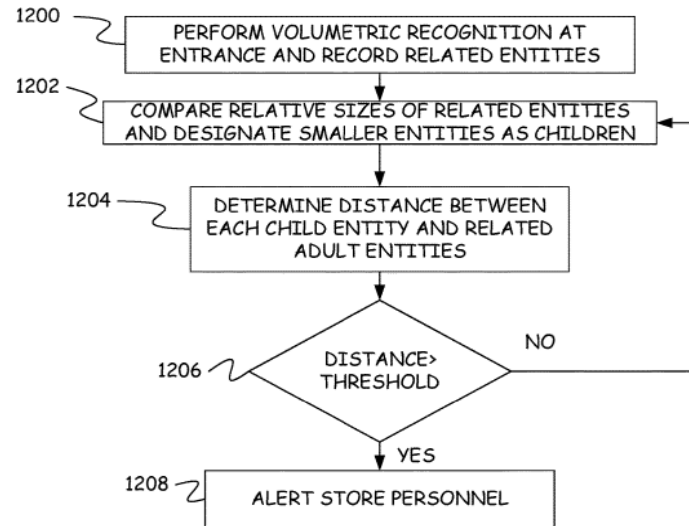 1200
PERFORM VOLUMETRIC RECOGNITION AT
ENTRANCE AND RECORD RELATED
ENTITIES
1202
COMPARE RELATIVE SIZES OF RELATED ENTITIES
AND DESIGNATE SMALLER ENTITIES AS CHILDREN
1204
DETERMINE DISTANCE BETWEEN
EACH CHILD ENTITY AND RELATED
ADULT ENTITIES
1206
DISTANCE>
THRESHOLD
NO
YES
1208
ALERT STORE PERSONNEL